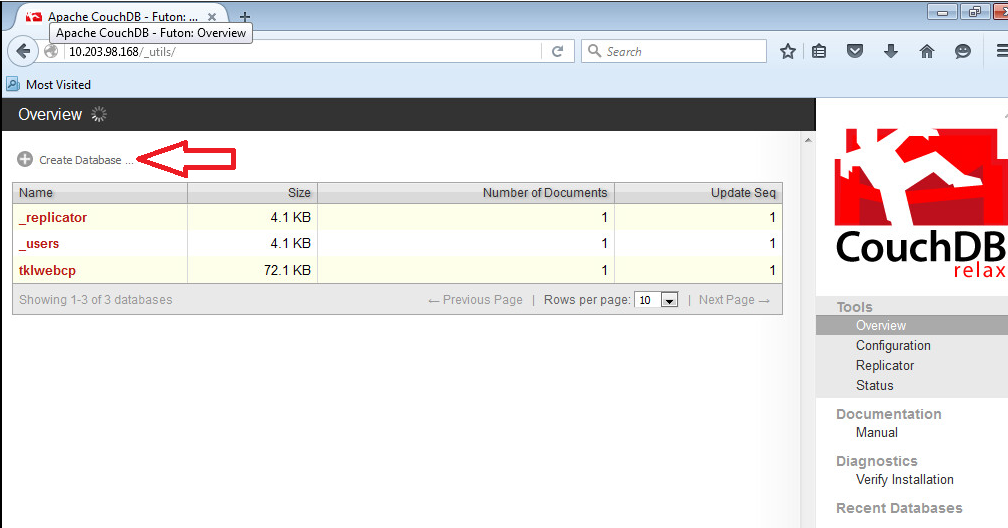 Apache CouchDB - Futon: ...
Apache CouchDB - Futon: Overview
10.203.98.168/_utils/
Search
Most Visited
Overview
Create Database ...
Name Size Number of Documents Update Seq
_replicator 4.1 KB 1 1
_users 4.1 KB 1 1
tklwebcp 72.1 KB 1 1
Showing 1-3 of 3 databases ← Previous Page | Rows per page: 10 | Next Page →
CouchDB
relax
Tools
Overview
Configuration
Replicator
Status
Documentation
Manual
Diagnostics
Verify Installation
Recent Databases